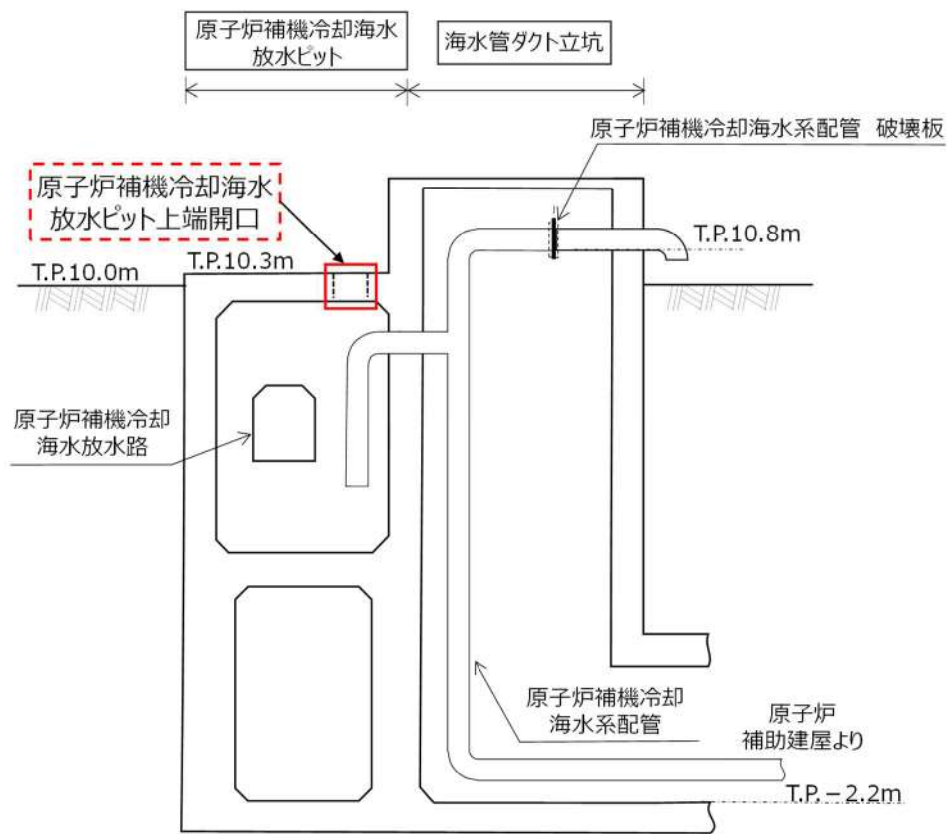 原子炉補機冷却海水
放水ピット
海水管ダクト立坑
原子炉補機冷却海水系配管 破壊板
原子炉補機冷却海水
放水ピット上端開口
T.P.10.8m
T.P.10.3m
T.P.10.0m
原子炉補機冷却
海水放水路
原子炉補機冷却
海水系配管
原子炉
補助建屋より
T.P.-2.2m